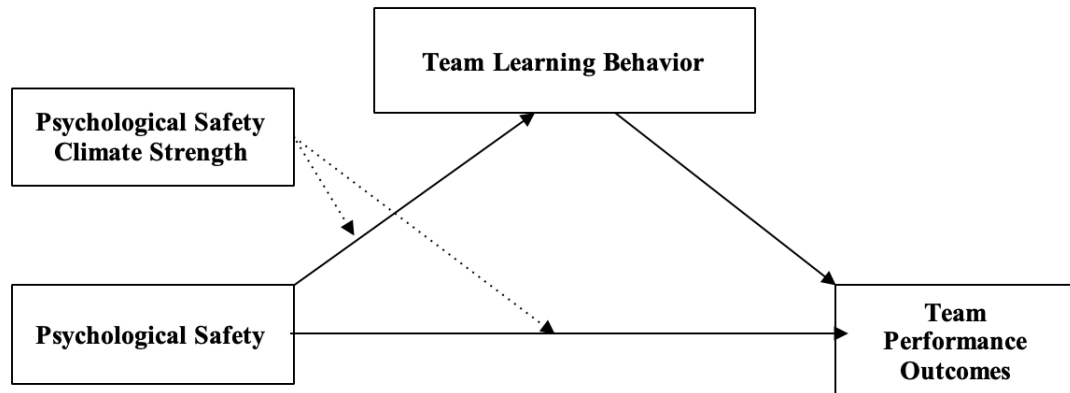 Team Learning Behavior
Psychological Safety
Climate Strength
Psychological Safety
Team
Performance
Outcomes